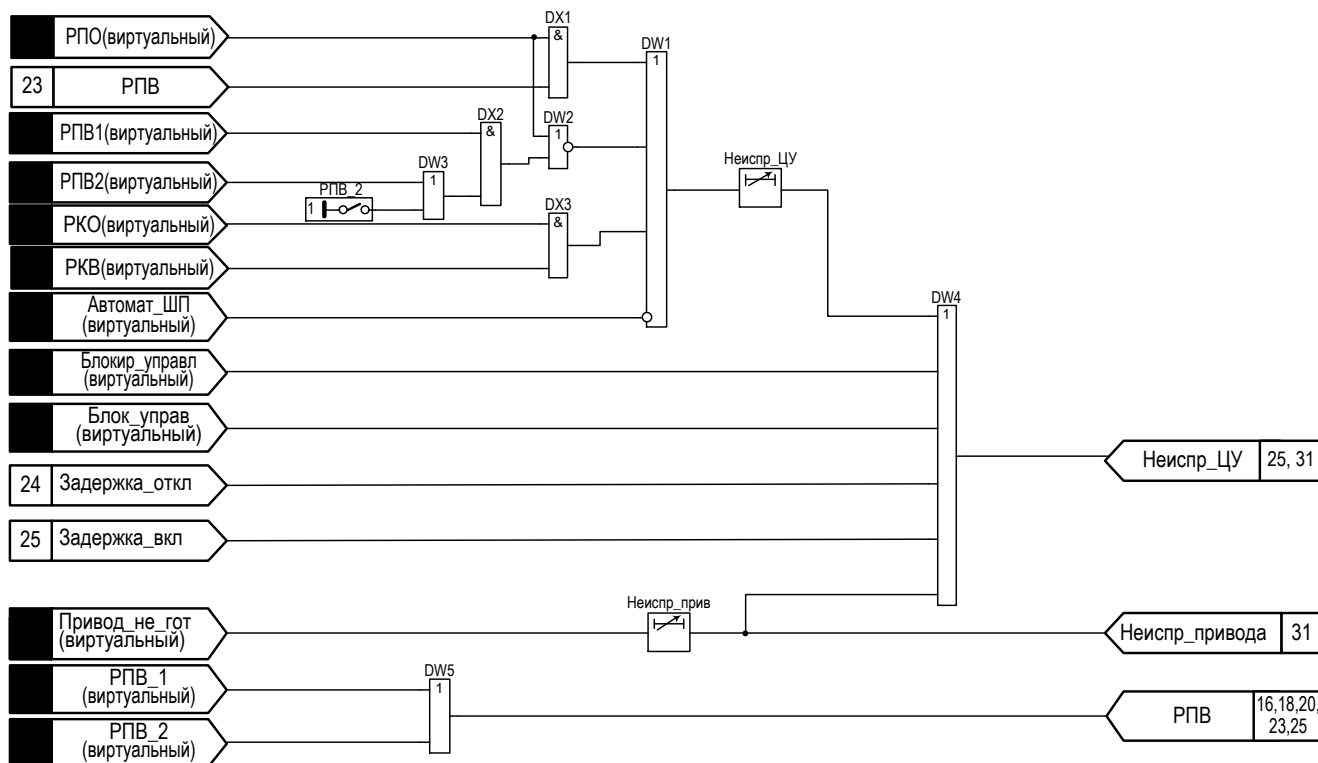 РПО(виртуальный)
23 РПВ
РПВ1(виртуальный)
РПВ2(виртуальный)
РКО(виртуальный)
РКВ(виртуальный)
Автомат_ШП
(виртуальный)
Блокир_управл
(виртуальный)
Блок_управ
(виртуальный)
24 Задержка_откл
25 Задержка_вкл
Привод_не_гот
(виртуальный)
РПВ_1
(виртуальный)
РПВ_2
(виртуальный)
РПВ_2
1
DW3
1
DX2
&
DX1
&
DW2
1
DX3
&
DW1
1
Неиспр_ЦУ
DW4
1
Неиспр_прив
DW5
1
Неиспр_ЦУ 25, 31
Неиспр_привода 31
РПВ 16,18,20,
23,25